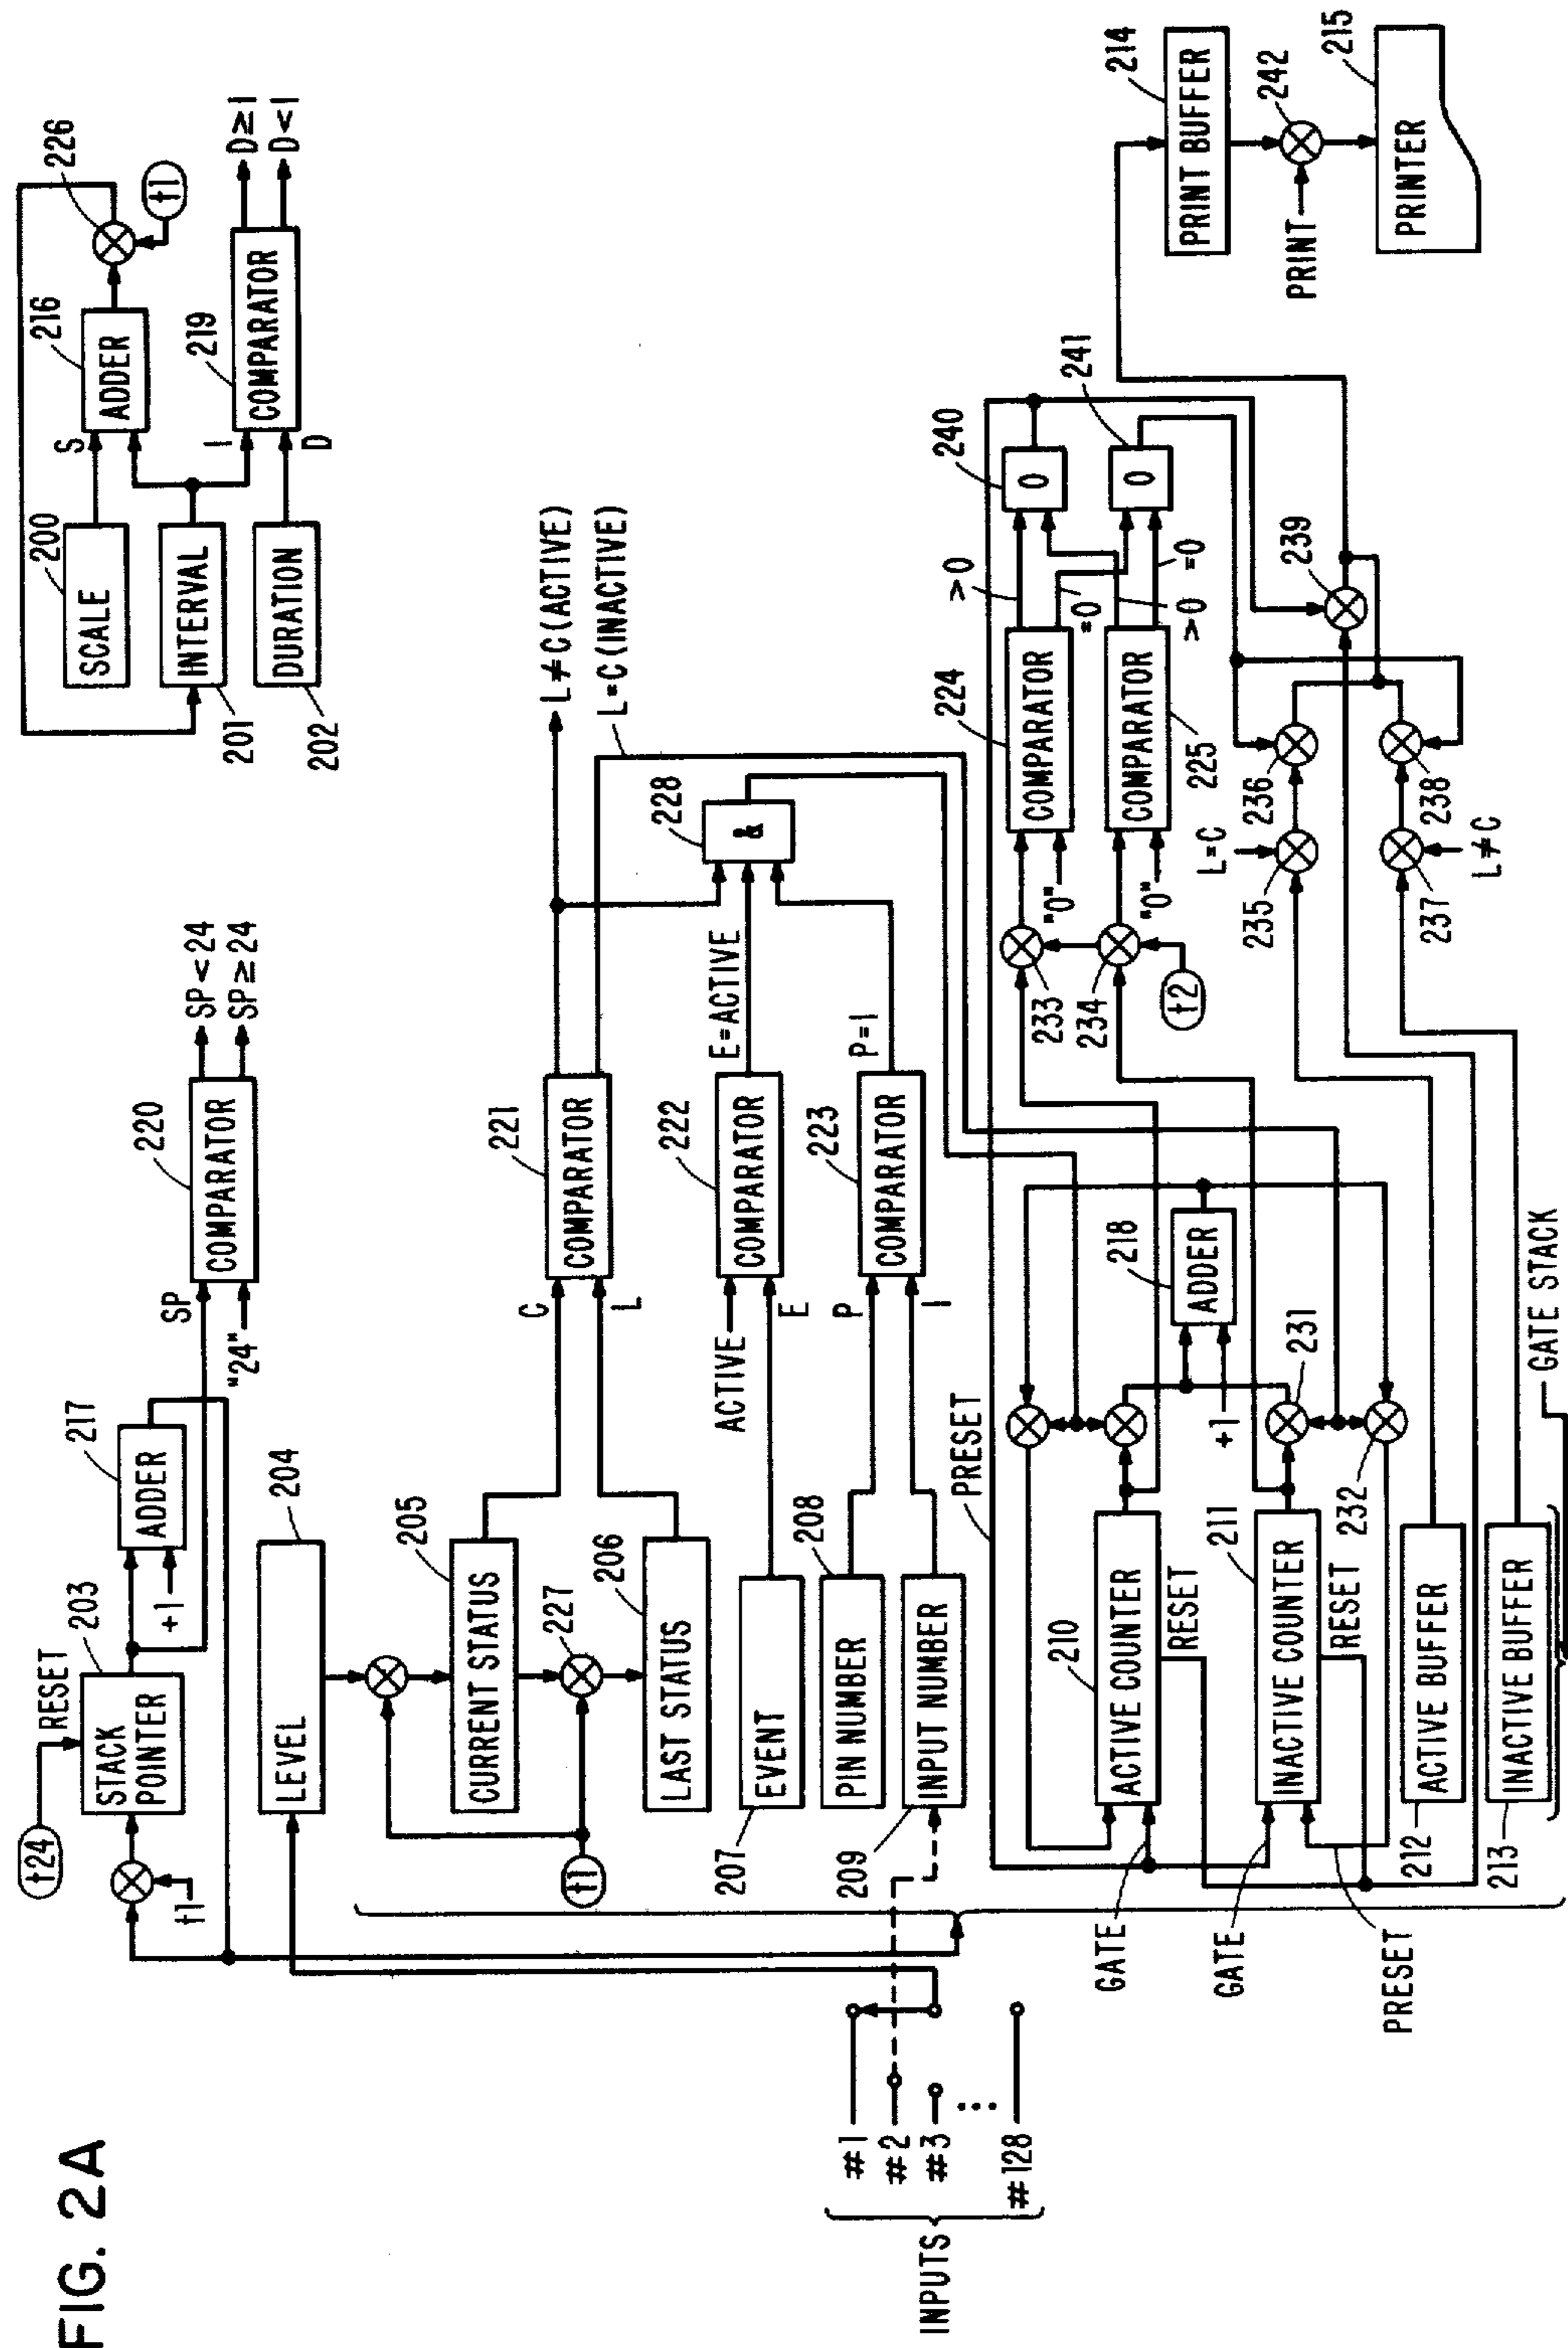 FIG. 2A
SCALE
200
INTERVAL
201
DURATION
202
S
I
D
ADDER
216
COMPARATOR
219
226
t1
D≥1
D<1
t24
RESET
STACK
POINTER
203
t1
+1
ADDER
217
SP
"24"
COMPARATOR
220
SP<24
SP≥24
LEVEL
204
CURRENT STATUS
205
227
LAST STATUS
206
t1
EVENT
207
PIN NUMBER
208
INPUT NUMBER
209
C
L
COMPARATOR
221
ACTIVE
E
COMPARATOR
222
E=ACTIVE
P
I
COMPARATOR
223
P=1
&
228
L≠C (ACTIVE)
L=C (INACTIVE)
INPUTS
#1
#2
#3
#128
GATE
GATE
PRESET
PRESET
ACTIVE COUNTER
210
RESET
INACTIVE COUNTER
211
RESET
ACTIVE BUFFER
212
INACTIVE BUFFER
213
GATE STACK
ADDER
218
+1
231
232
233
234
t2
"0"
"0"
COMPARATOR
224
COMPARATOR
225
>0
=0
>0
=0
O
240
O
241
L=C
235
236
237
238
L≠C
239
PRINT BUFFER
214
PRINT
242
PRINTER
215